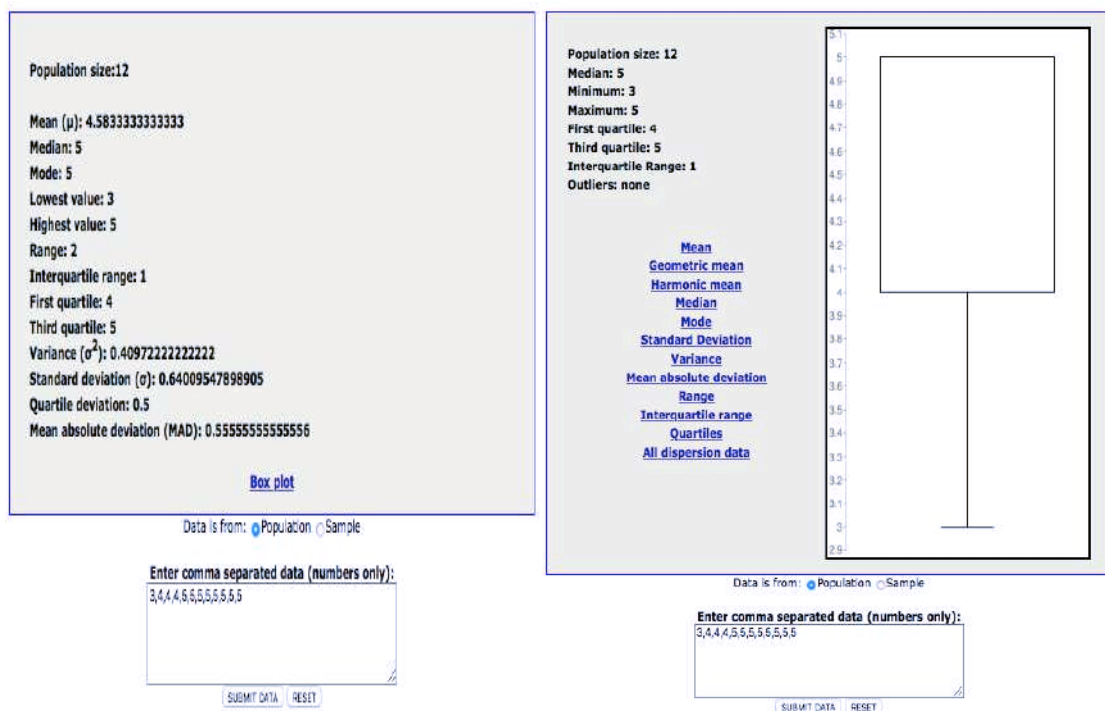 Population size:12
Mean (μ): 4.5833333333333
Median: 5
Mode: 5
Lowest value: 3
Highest value: 5
Range: 2
Interquartile range: 1
First quartile: 4
Third quartile: 5
Variance (σ²): 0.40972222222222
Standard deviation (σ): 0.64009547898905
Quartile deviation: 0.5
Mean absolute deviation (MAD): 0.55555555555556
Box plot
Data is from: Population Sample
Enter comma separated data (numbers only):
3,4,4,4,5,5,5,5,5,5,5,5
SUBMIT DATA RESET
Population size: 12
Median: 5
Minimum: 3
Maximum: 5
First quartile: 4
Third quartile: 5
Interquartile Range: 1
Outliers: none
Mean
Geometric mean
Harmonic mean
Median
Mode
Standard Deviation
Variance
Mean absolute deviation
Range
Interquartile range
Quartiles
All dispersion data
5.1
5
4.9
4.8
4.7
4.6
4.5
4.4
4.3
4.2
4.1
4
3.9
3.8
3.7
3.6
3.5
3.4
3.3
3.2
3.1
3
2.9
Data is from: Population Sample
Enter comma separated data (numbers only):
3,4,4,4,5,5,5,5,5,5,5,5
SUBMIT DATA RESET